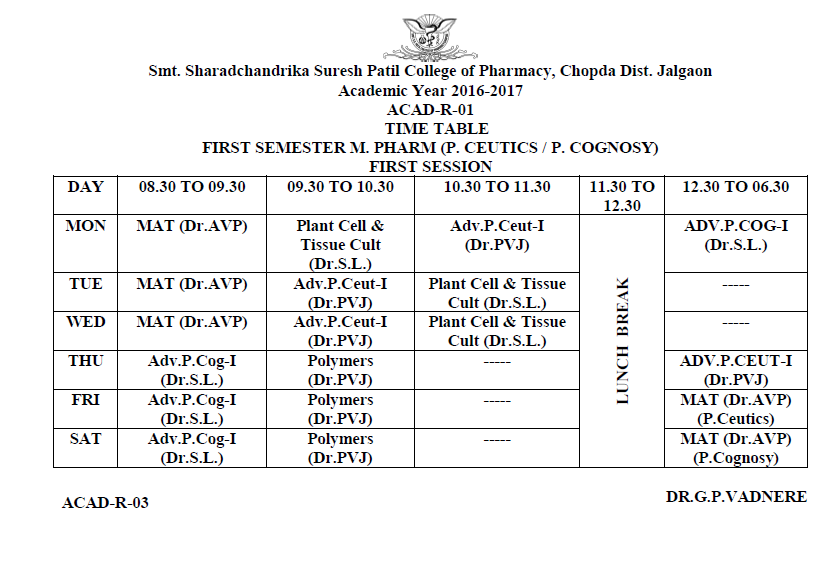 Smt. Sharadchandrika Suresh Patil College of Pharmacy, Chopda Dist. Jalgaon
Academic Year 2016-2017
ACAD-R-01
TIME TABLE
FIRST SEMESTER M. PHARM (P. CEUTICS / P. COGNOSY)
FIRST SESSION
DAY 08.30 TO 09.30 09.30 TO 10.30 10.30 TO 11.30 11.30 TO 12.30 12.30 TO 06.30
MON MAT (Dr.AVP) Plant Cell & Tissue Cult (Dr.S.L.) Adv.P.Ceut-I (Dr.PVJ) ADV.P.COG-I (Dr.S.L.)
TUE MAT (Dr.AVP) Adv.P.Ceut-I (Dr.PVJ) Plant Cell & Tissue Cult (Dr.S.L.) -----
WED MAT (Dr.AVP) Adv.P.Ceut-I (Dr.PVJ) Plant Cell & Tissue Cult (Dr.S.L.) -----
THU Adv.P.Cog-I (Dr.S.L.) Polymers (Dr.PVJ) ----- ADV.P.CEUT-I (Dr.PVJ)
FRI Adv.P.Cog-I (Dr.S.L.) Polymers (Dr.PVJ) ----- MAT (Dr.AVP) (P.Ceutics)
SAT Adv.P.Cog-I (Dr.S.L.) Polymers (Dr.PVJ) ----- MAT (Dr.AVP) (P.Cognosy)
LUNCH BREAK
ACAD-R-03
DR.G.P.VADNERE